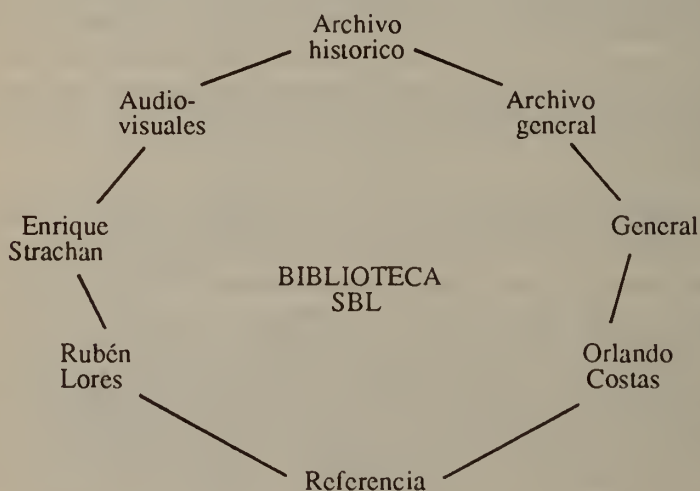 Archivo
historico
Audio-
visuales
Archivo
general
Enrique
Strachan
General
BIBLIOTECA
SBL
Rubén
Lores
Orlando
Costas
Referencia